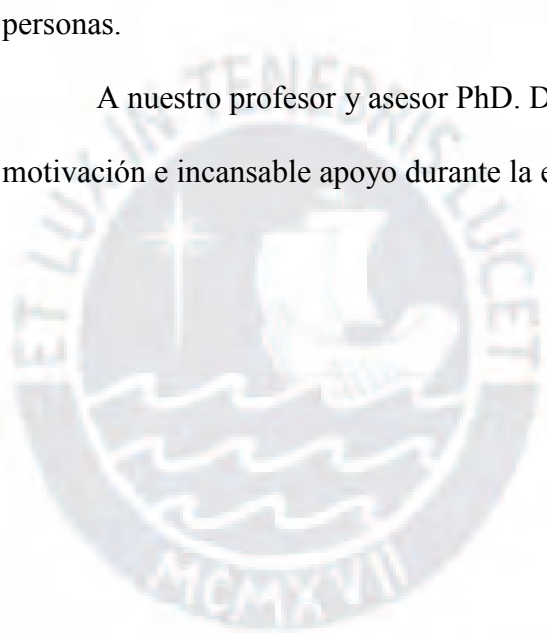 personas.
A nuestro profesor y asesor PhD. D
motivación e incansable apoyo durante la e
ET LUX IN TENEBRIS LUCET
MCMXVII